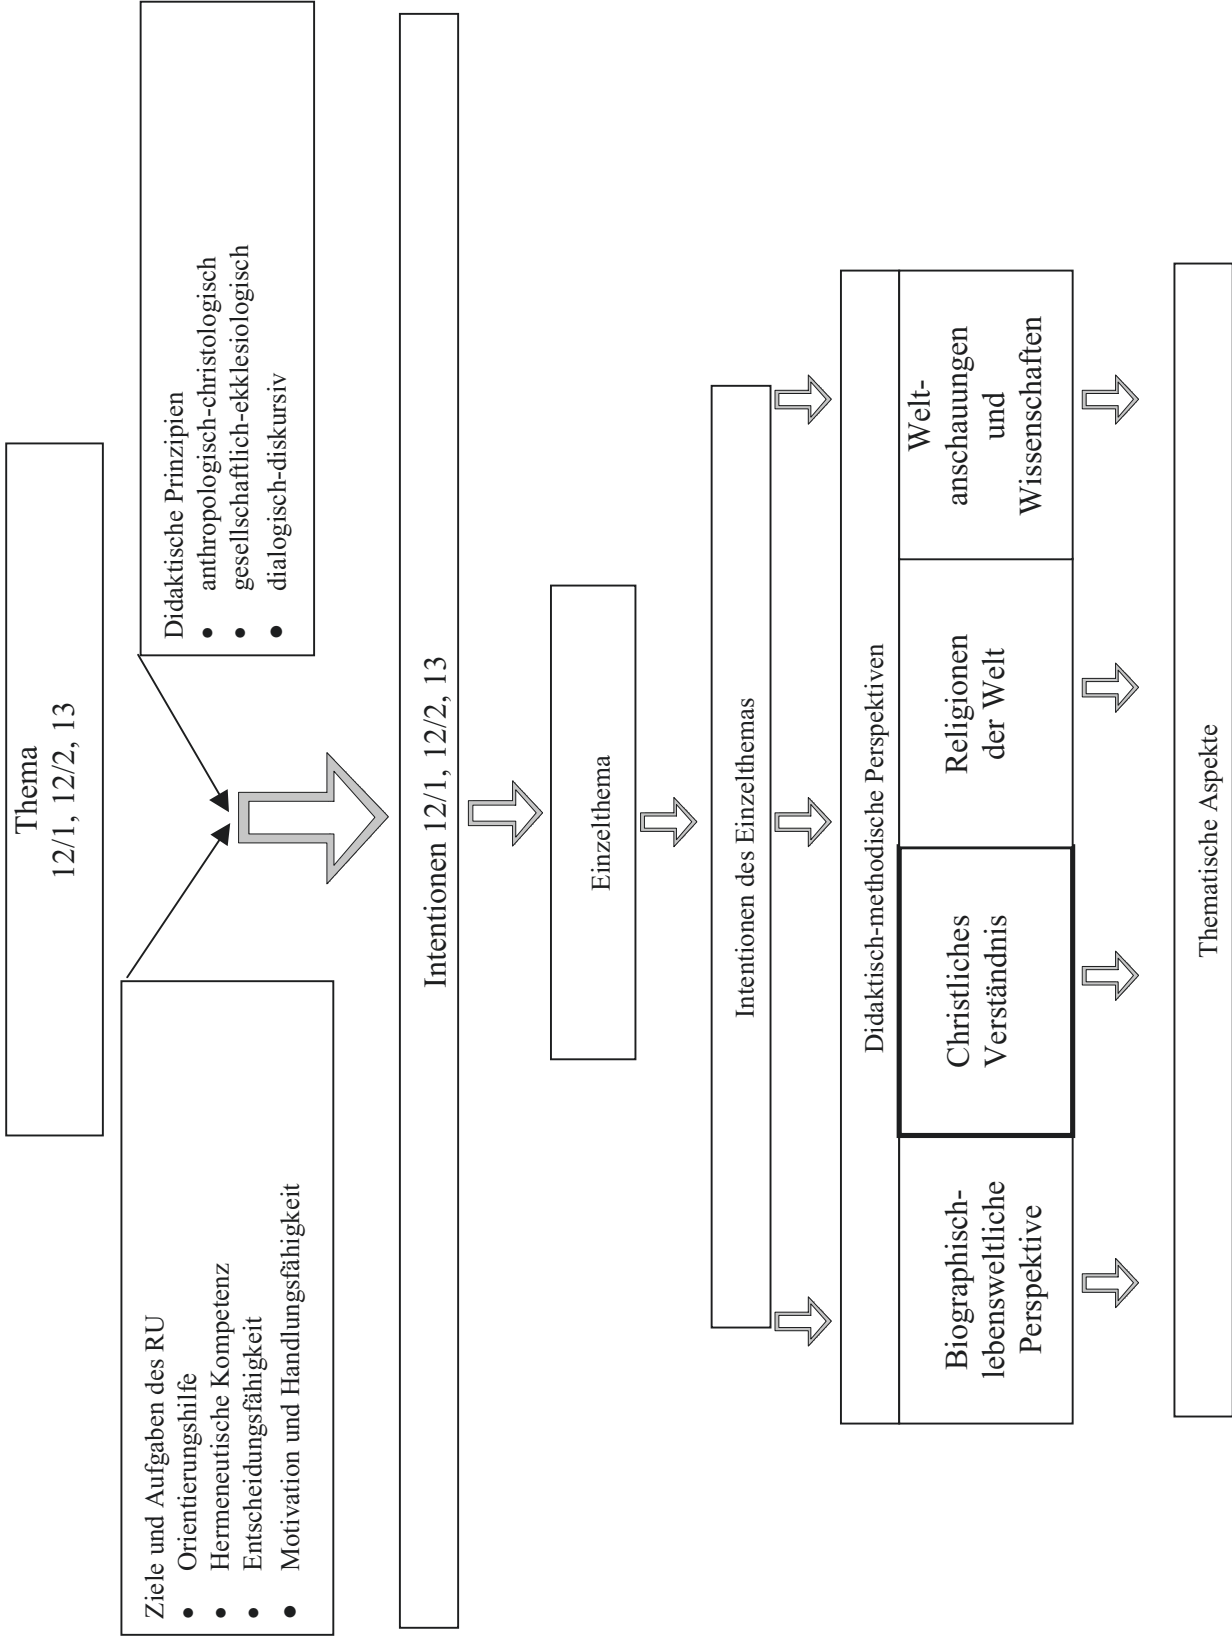 Thema
12/1, 12/2, 13
Ziele und Aufgaben des RU
• Orientierungshilfe
• Hermeneutische Kompetenz
• Entscheidungsfähigkeit
• Motivation und Handlungsfähigkeit
Didaktische Prinzipien
• anthropologisch-christologisch
• gesellschaftlich-ekklesiologisch
• dialogisch-diskursiv
Intentionen 12/1, 12/2, 13
Einzelthema
Intentionen des Einzelthemas
Didaktisch-methodische Perspektiven
Biographisch-
lebensweltliche
Perspektive
Christliches
Verständnis
Religionen
der Welt
Welt-
anschauungen
und
Wissenschaften
Thematische Aspekte